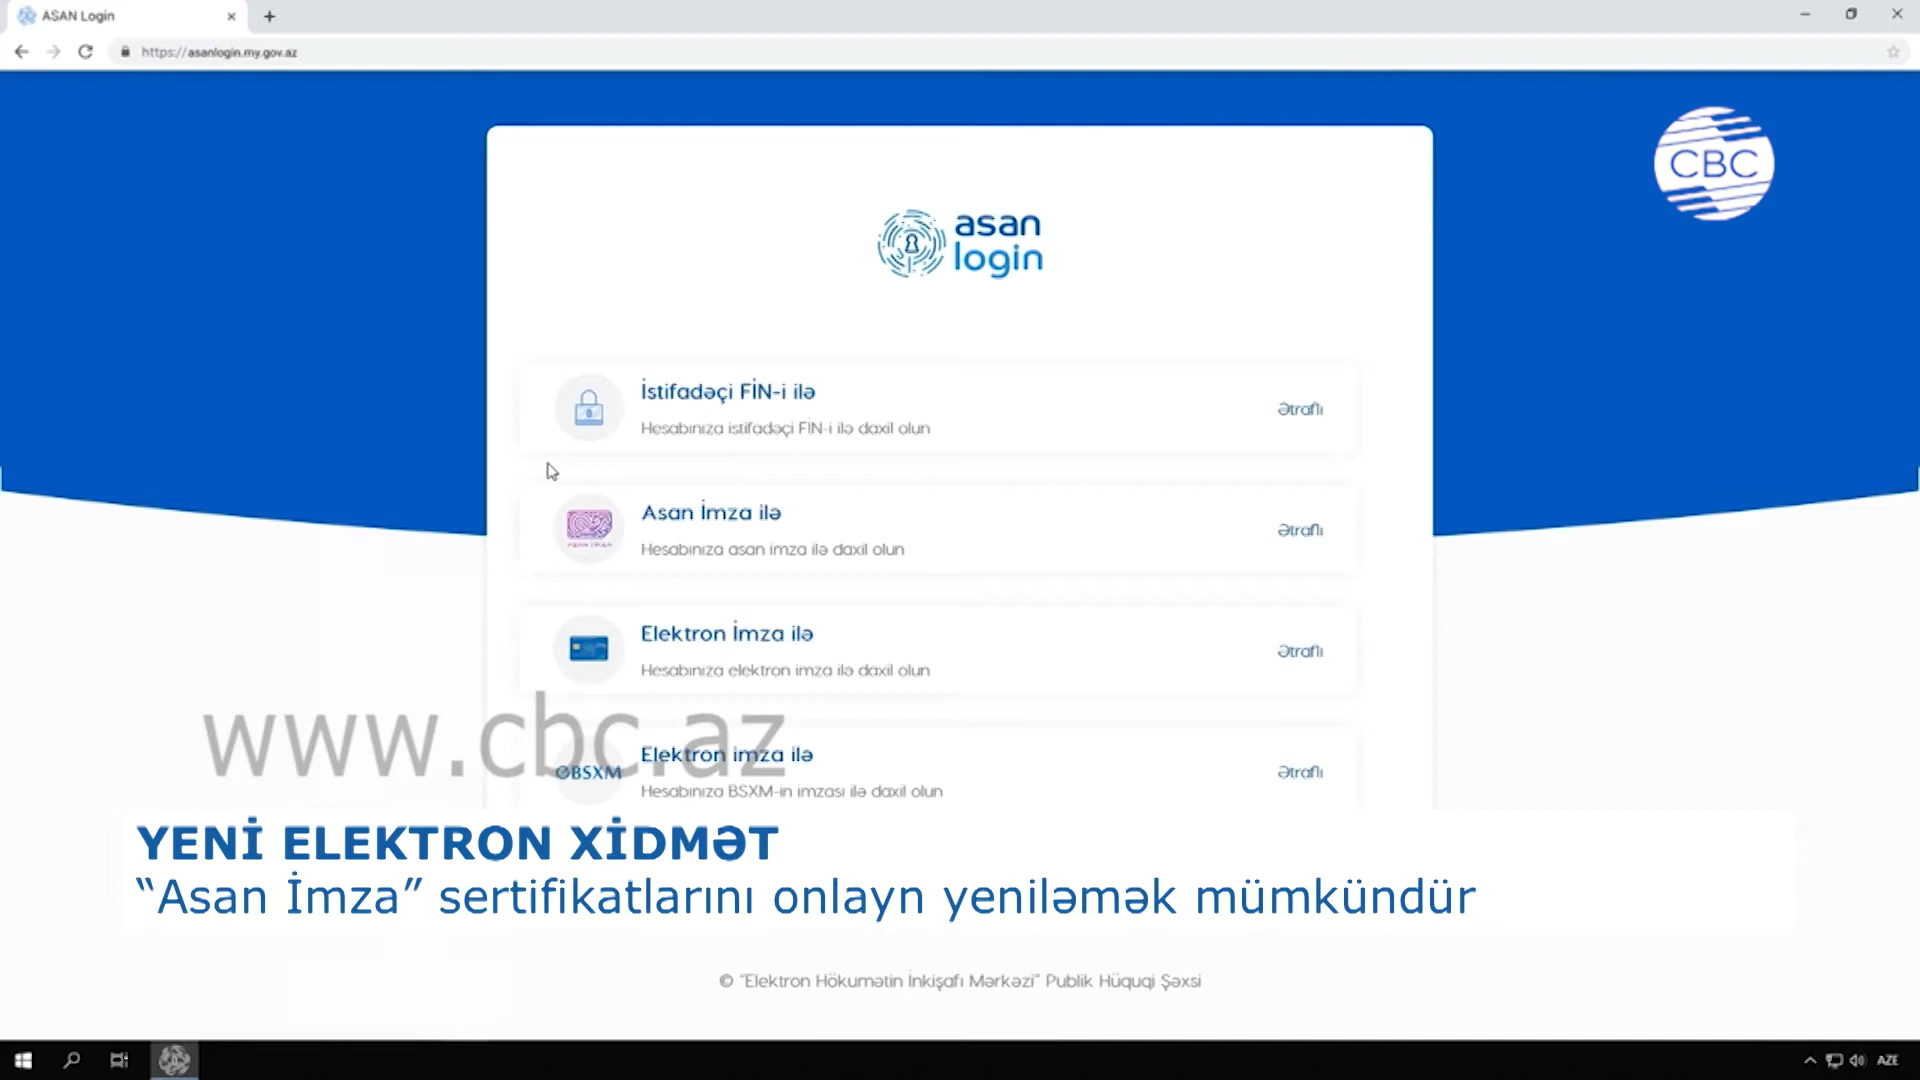 ASAN Login
https://asanlogin.my.gov.az
CBC
asan
login
İstifadəçi FİN-i ilə
Hesabınıza istifadəçi FİN-i ilə daxil olun
Ətraflı
Asan İmza ilə
Hesabınıza asan imza ilə daxil olun
Ətraflı
Elektron İmza ilə
Hesabınıza elektron imza ilə daxil olun
Ətraflı
www.cbc.az
BSXM
Elektron imza ilə
Hesabınıza BSXM-in imzası ilə daxil olun
Ətraflı
YENİ ELEKTRON XİDMƏT
“Asan İmza” sertifikatlarını onlayn yeniləmək mümkündür
© “Elektron Hökumətin İnkişafı Mərkəzi” Publik Hüquqi Şəxsi
AZE